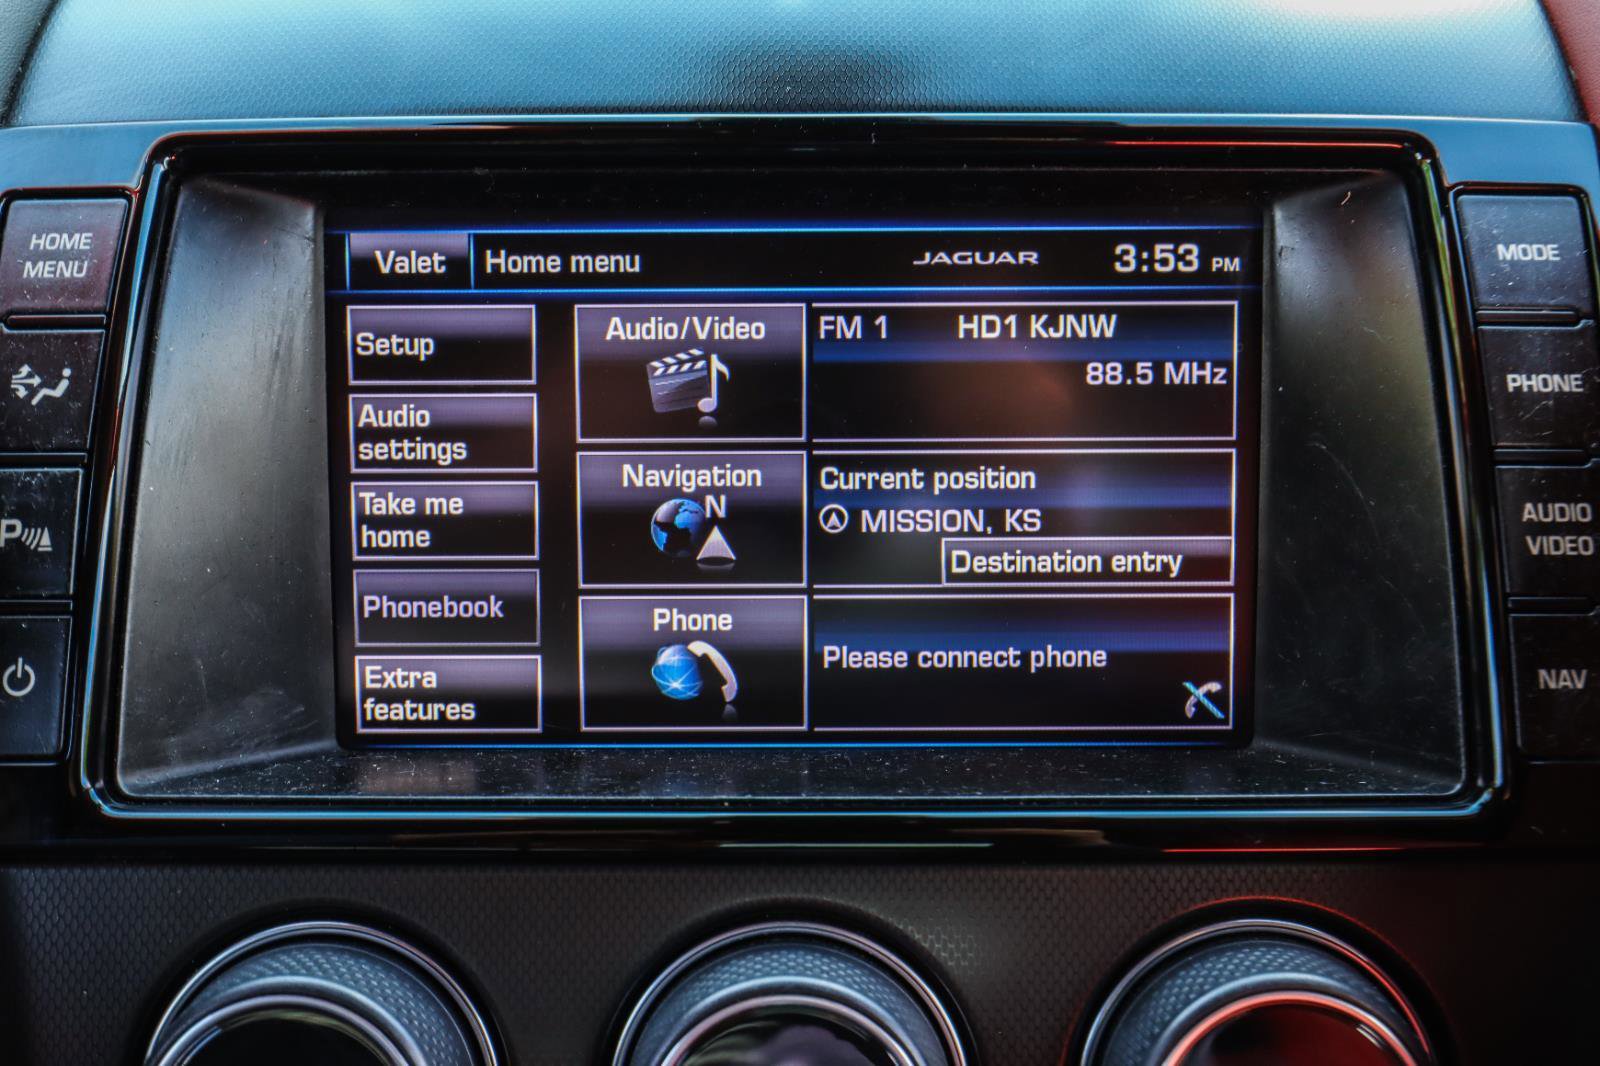 HOME
MENU
P
Valet
Home menu
JAGUAR
3:53 PM
Setup
Audio
settings
Take me
home
Phonebook
Extra
features
Audio/Video
FM 1 HD1 KJNW
88.5 MHz
Navigation
N
Current position
MISSION, KS
Destination entry
Phone
Please connect phone
MODE
PHONE
AUDIO
VIDEO
NAV